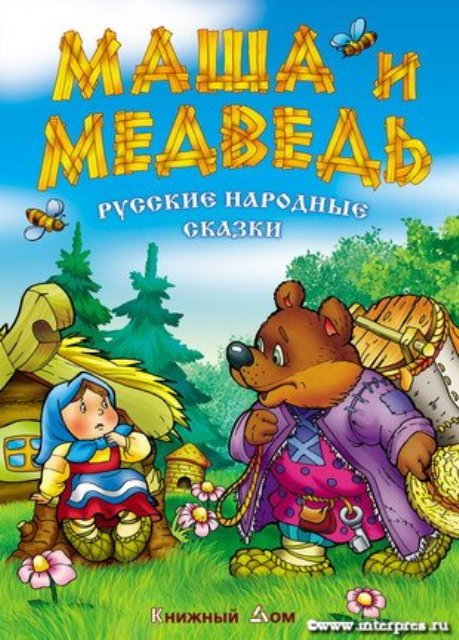 МАША И
МЕДВЕДЬ
РУССКИЕ НАРОДНЫЕ
СКАЗКИ
Книжный Дом
©www.interpres.ru